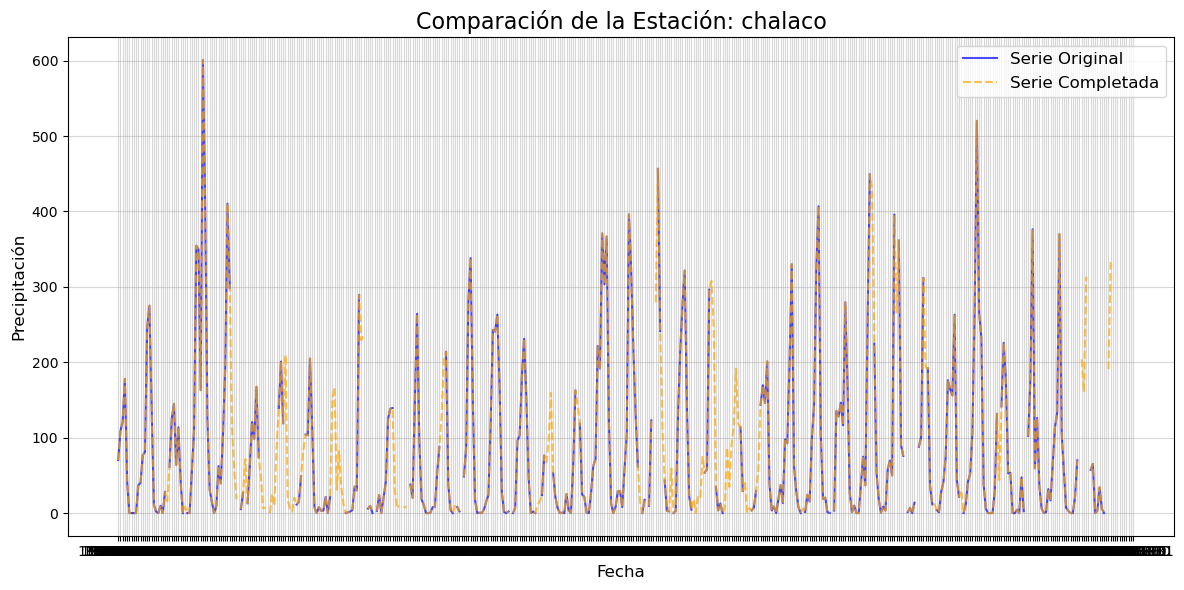 Comparación de la Estación: chalaco
Serie Original
Serie Completada
600
500
400
300
200
100
0
Precipitación
Fecha